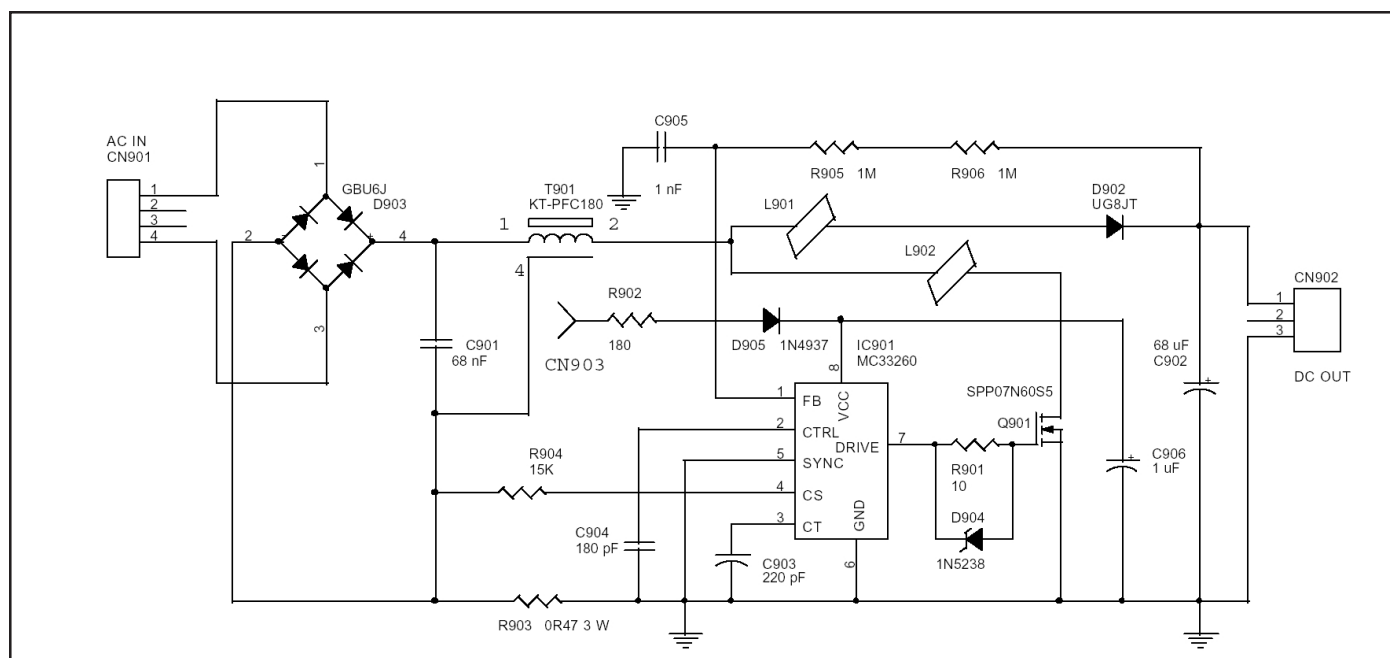 AC IN
CN901
1
2
3
4
1
GBU6J
D903
2
-
+
4
3
C901
68 nF
T901
KT-PFC180
1
2
4
C905
1 nF
R905 1M
R906 1M
L901
L902
D902
UG8JT
CN902
1
2
3
DC OUT
R902
180
CN903
D905 1N4937
IC901
MC33260
8
VCC
1
FB
2
CTRL
5
SYNC
4
CS
3
CT
DRIVE
7
GND
6
SPP07N60S5
Q901
R901
10
D904
1N5238
68 uF
C902
+
C906
1 uF
+
R904
15K
C904
180 pF
C903
220 pF
R903 0R47 3 W